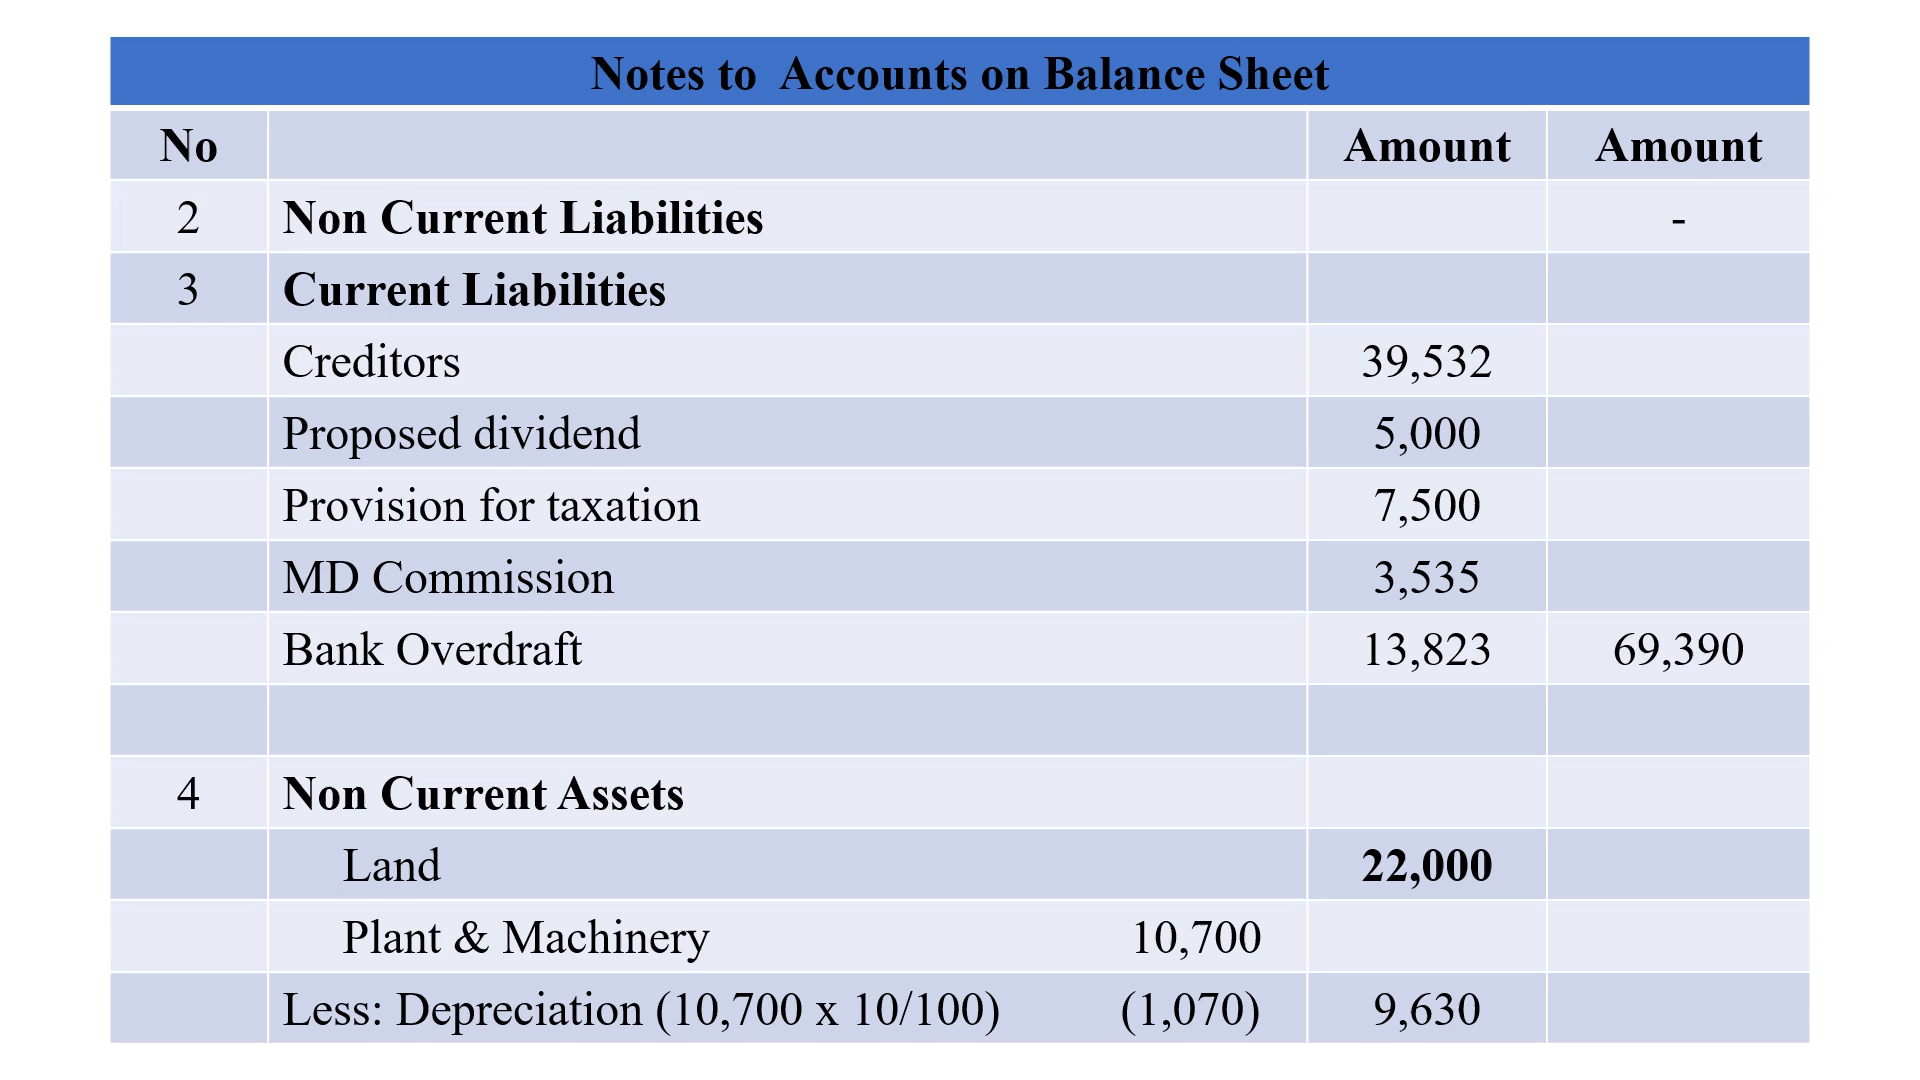 Notes to Accounts on Balance Sheet
No Amount Amount
2 Non Current Liabilities -
3 Current Liabilities
Creditors 39,532
Proposed dividend 5,000
Provision for taxation 7,500
MD Commission 3,535
Bank Overdraft 13,823 69,390
4 Non Current Assets
Land 22,000
Plant & Machinery 10,700
Less: Depreciation (10,700 x 10/100) (1,070) 9,630